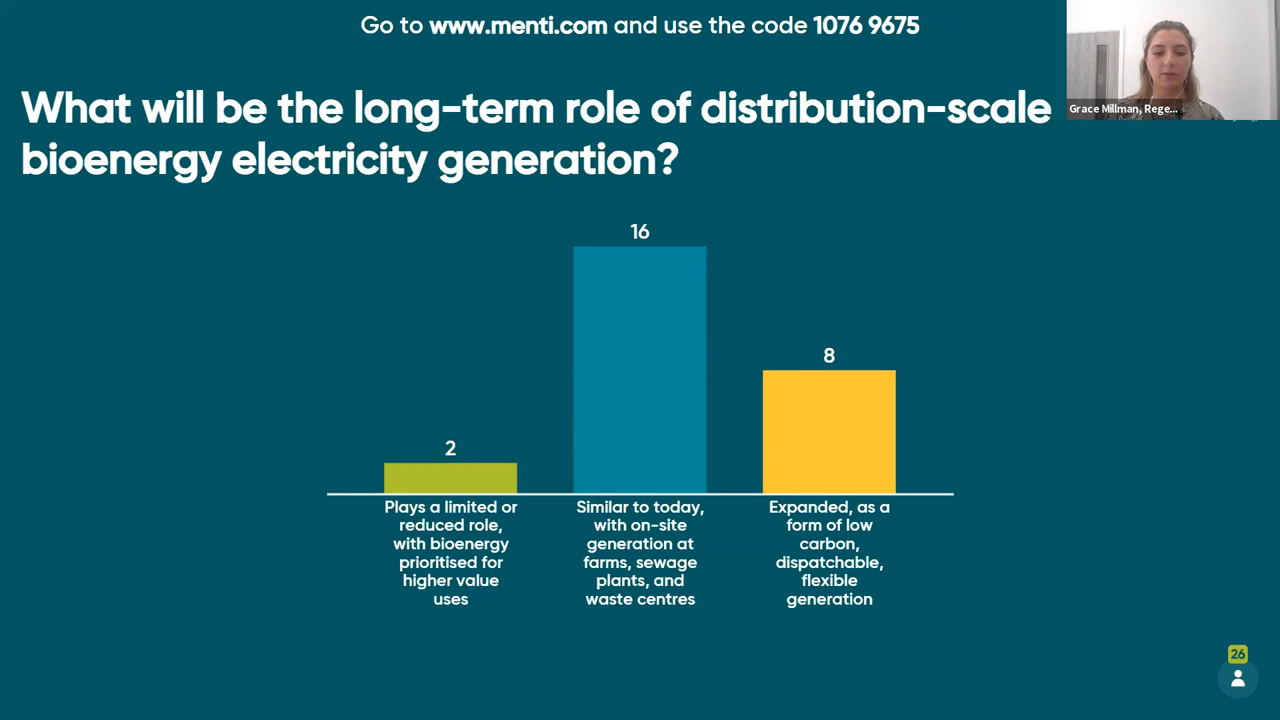 Go to www.menti.com and use the code 1076 9675
Grace Millman, Rege...
What will be the long-term role of distribution-scale
bioenergy electricity generation?
2
16
8
Plays a limited or
reduced role,
with bioenergy
prioritised for
higher value
uses
Similar to today,
with on-site
generation at
farms, sewage
plants, and
waste centres
Expanded, as a
form of low
carbon,
dispatchable,
flexible
generation
26